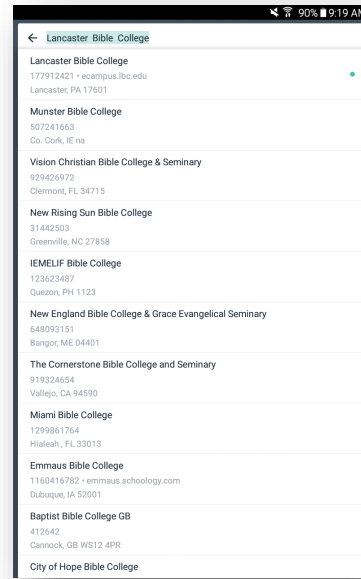 90% 9:19 AM
Lancaster Bible College
Lancaster Bible College
177912421 • ecampus.lbc.edu
Lancaster, PA 17601
Munster Bible College
507241663
Co. Cork, IE na
Vision Christian Bible College & Seminary
929426972
Clermont, FL 34715
New Rising Sun Bible College
31442503
Greenville, NC 27858
IEMELIF Bible College
123623487
Quezon, PH 1123
New England Bible College & Grace Evangelical Seminary
648093151
Bangor, ME 04401
The Cornerstone Bible College and Seminary
919324654
Vallejo, CA 94590
Miami Bible College
1299861764
Hialeah , FL 33013
Emmaus Bible College
1160416782 • emmaus.schoology.com
Dubuque, IA 52001
Baptist Bible College GB
412642
Cannock, GB WS12 4PR
City of Hope Bible College